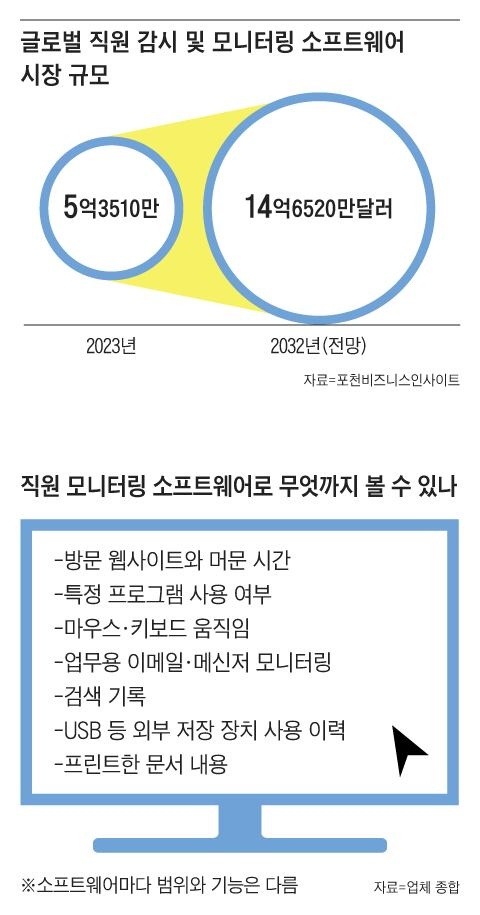 글로벌 직원 감시 및 모니터링 소프트웨어
시장 규모
5억3510만
14억6520만달러
2023년
2032년(전망)
자료=포천비즈니스인사이트
직원 모니터링 소프트웨어로 무엇까지 볼 수 있나
-방문 웹사이트와 머문 시간
-특정 프로그램 사용 여부
-마우스·키보드 움직임
-업무용 이메일·메신저 모니터링
-검색 기록
-USB 등 외부 저장 장치 사용 이력
-프린트한 문서 내용
※소프트웨어마다 범위와 기능은 다름
자료=업체 종합